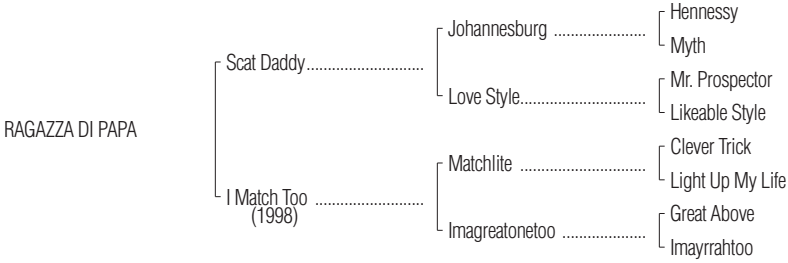 RAGAZZA DI PAPA
Scat Daddy...........................
I Match Too .........................
(1998)
Johannesburg .....................
Love Style.............................
Matchlite .............................
Imagreatonetoo ...................
Hennessy
Myth
Mr. Prospector
Likeable Style
Clever Trick
Light Up My Life
Great Above
Imayrrahtoo